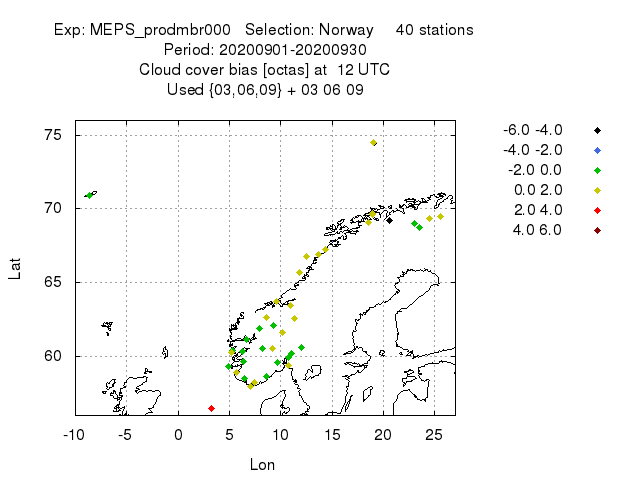 Exp: MEPS_prodmbr000 Selection: Norway 40 stations
Period: 20200901-20200930
Cloud cover bias [octas] at 12 UTC
Used {03,06,09} + 03 06 09
-6.0 -4.0
-4.0 -2.0
-2.0 0.0
0.0 2.0
2.0 4.0
4.0 6.0
75
70
65
60
Lat
-10 -5 0 5 10 15 20 25
Lon